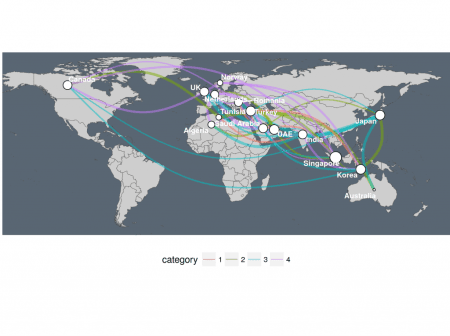 Canada
Norway
UK
Netherlands
Romania
Tunisia
Turkey
Algeria
Saudi Arabia
UAE
Japan
India
Singapore
Korea
Australia
category 1 2 3 4